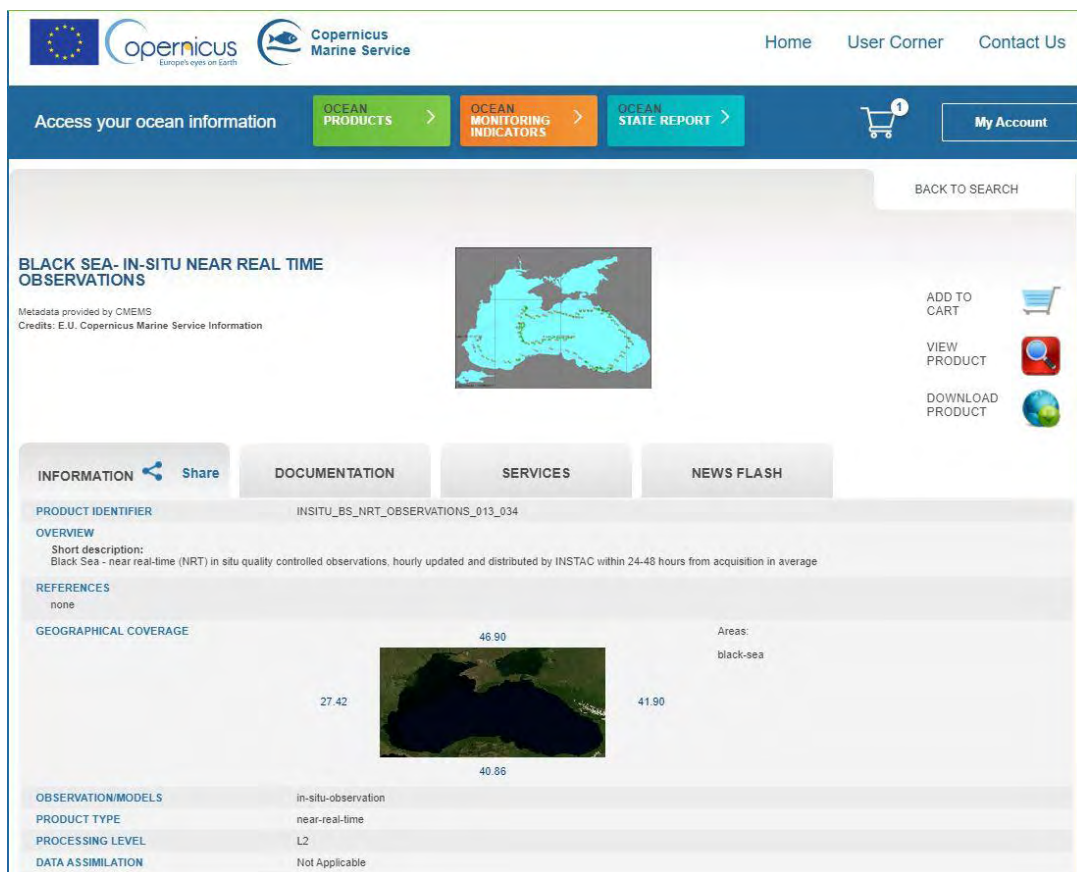 opernicus
Europe's eyes on Earth
Copernicus
Marine Service
Home
User Corner
Contact Us
Access your ocean information
OCEAN
PRODUCTS
OCEAN
MONITORING
INDICATORS
OCEAN
STATE REPORT
1
My Account
BACK TO SEARCH
BLACK SEA- IN-SITU NEAR REAL TIME
OBSERVATIONS
Metadata provided by CMEMS
Credits: E.U. Copernicus Marine Service Information
ADD TO
CART
VIEW
PRODUCT
DOWNLOAD
PRODUCT
INFORMATION
Share
DOCUMENTATION
SERVICES
NEWS FLASH
PRODUCT IDENTIFIER
INSITU_BS_NRT_OBSERVATIONS_013_034
OVERVIEW
Short description:
Black Sea - near real-time (NRT) in situ quality controlled observations, hourly updated and distributed by INSTAC within 24-48 hours from acquisition in average
REFERENCES
none
GEOGRAPHICAL COVERAGE
46.90
27.42
41.90
40.86
Areas:
black-sea
OBSERVATION/MODELS
in-situ-observation
PRODUCT TYPE
near-real-time
PROCESSING LEVEL
L2
DATA ASSIMILATION
Not Applicable